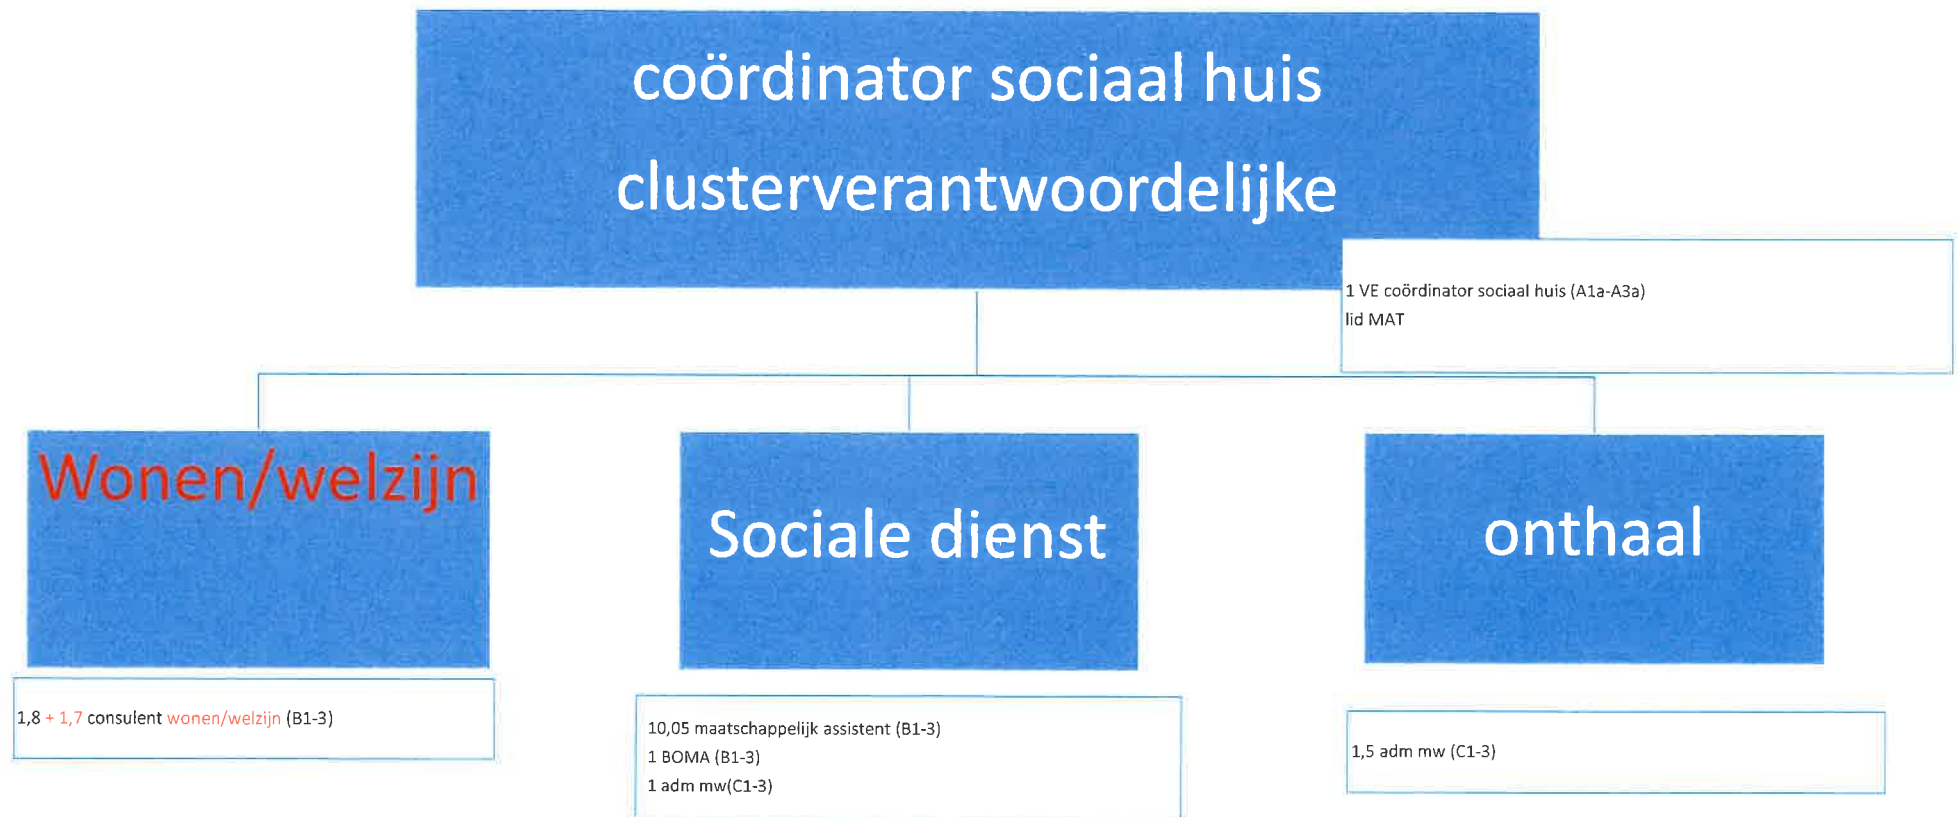 coördinator sociaal huis
clusterverantwoordelijke
1 VE coördinator sociaal huis (A1a-A3a)
lid MAT
Wonen/welzijn
1,8 + 1,7 consulent wonen/welzijn (B1-3)
Sociale dienst
10,05 maatschappelijk assistent (B1-3)
1 BOMA (B1-3)
1 adm mw(C1-3)
onthaal
1,5 adm mw (C1-3)